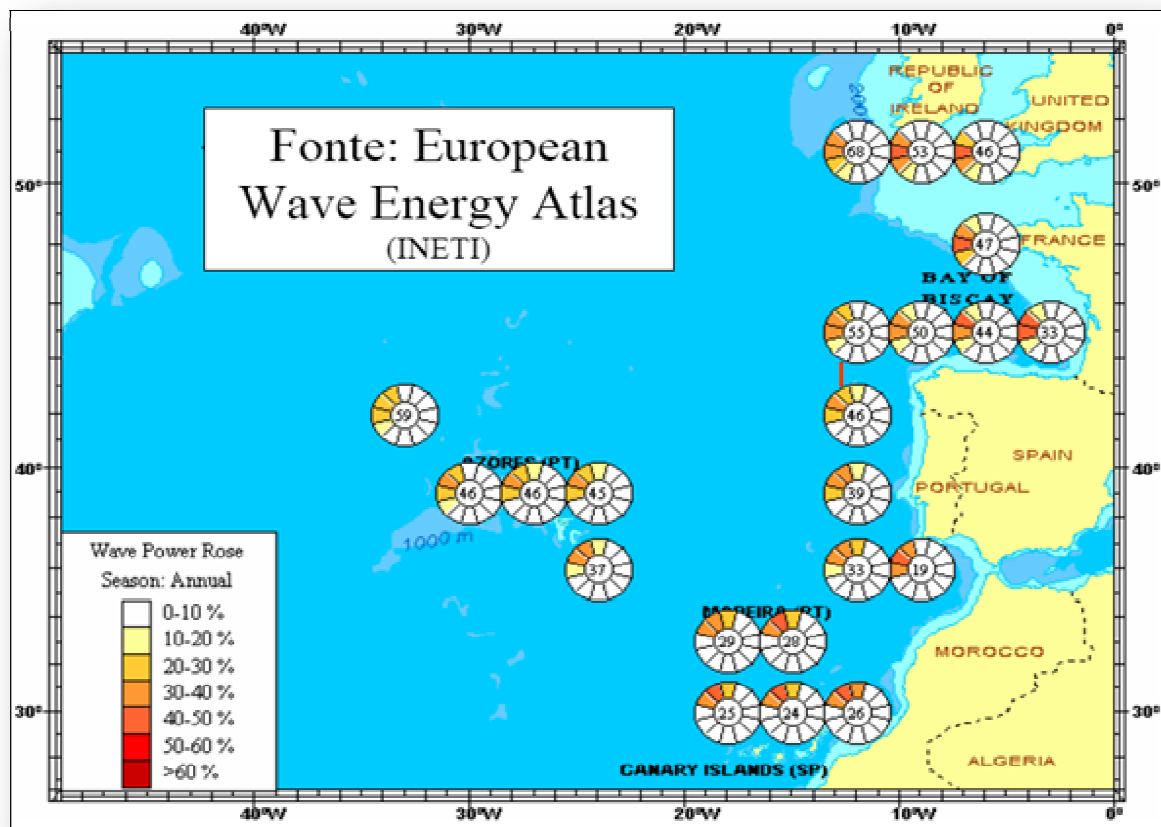 40°W
30°W
20°W
10°W
0°
REPUBLIC
OF
IRELAND
UNITED
KINGDOM
200
Fonte: European
Wave Energy Atlas
(INETI)
68
53
46
50°
50°
47
FRANCE
BAY OF
BISCAY
55
50
44
33
59
46
SPAIN
40°
40°
AZORES (PT)
46
46
45
39
PORTUGAL
1000 m
37
33
19
MADEIRA (PT)
29
28
MOROCCO
30°
30°
25
24
26
ALGERIA
CANARY ISLANDS (SP)
Wave Power Rose
Season: Annual
0-10 %
10-20 %
20-30 %
30-40 %
40-50 %
50-60 %
>60 %
40°W
30°W
20°W
10°W
0°